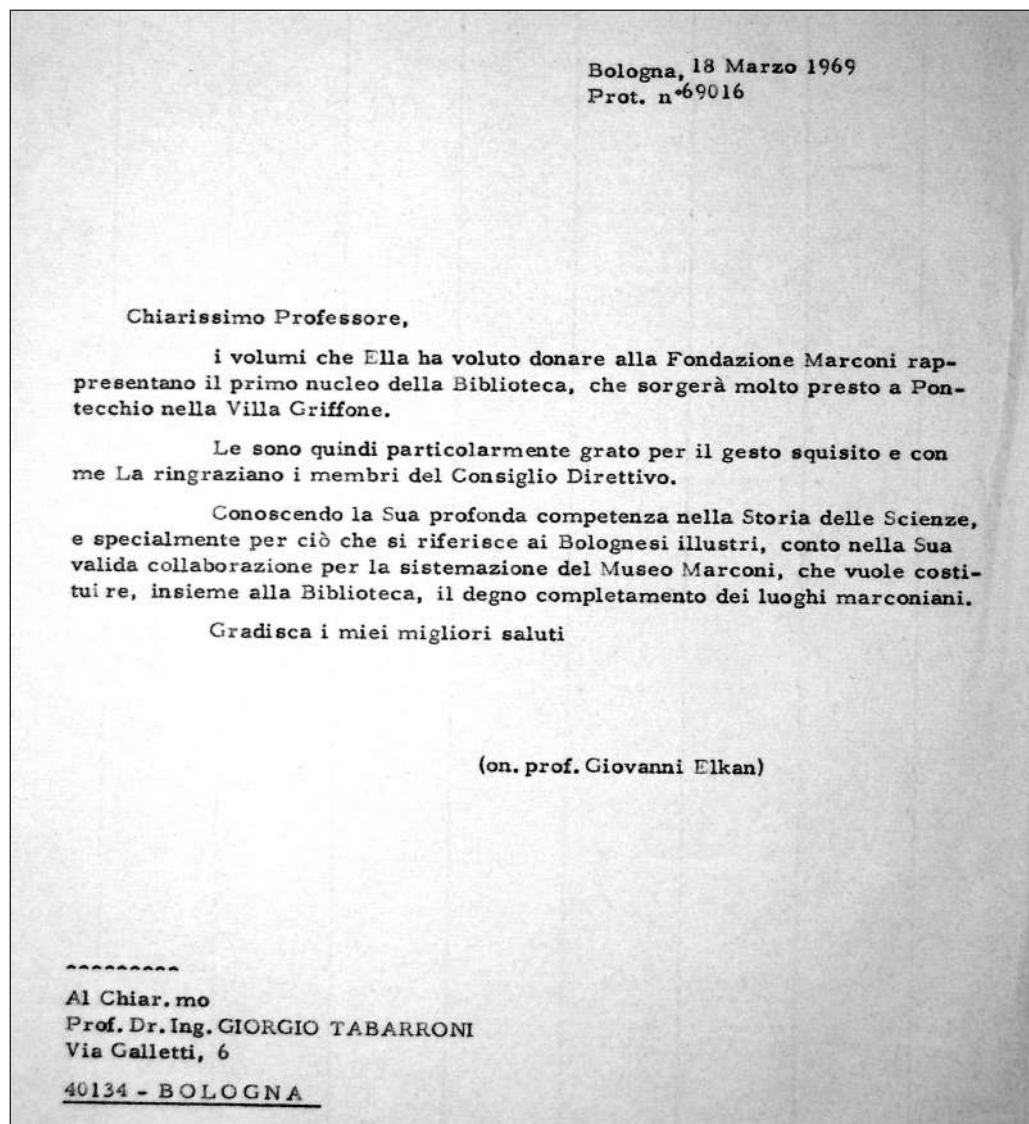 Bologna, 18 Marzo 1969
Prot. n°69016
Chiarissimo Professore,
i volumi che Ella ha voluto donare alla Fondazione Marconi rap-
presentano il primo nucleo della Biblioteca, che sorgerà molto presto a Pon-
tecchio nella Villa Griffone.
Le sono quindi particolarmente grato per il gesto squisito e con
me La ringraziano i membri del Consiglio Direttivo.
Conoscendo la Sua profonda competenza nella Storia delle Scienze,
e specialmente per ciò che si riferisce ai Bolognesi illustri, conto nella Sua
valida collaborazione per la sistemazione del Museo Marconi, che vuole costi-
tui re, insieme alla Biblioteca, il degno completamento dei luoghi marconiani.
Gradisca i miei migliori saluti
(on. prof. Giovanni Elkan)
Al Chiar. mo
Prof. Dr. Ing. GIORGIO TABARRONI
Via Galletti, 6
40134 - BOLOGNA